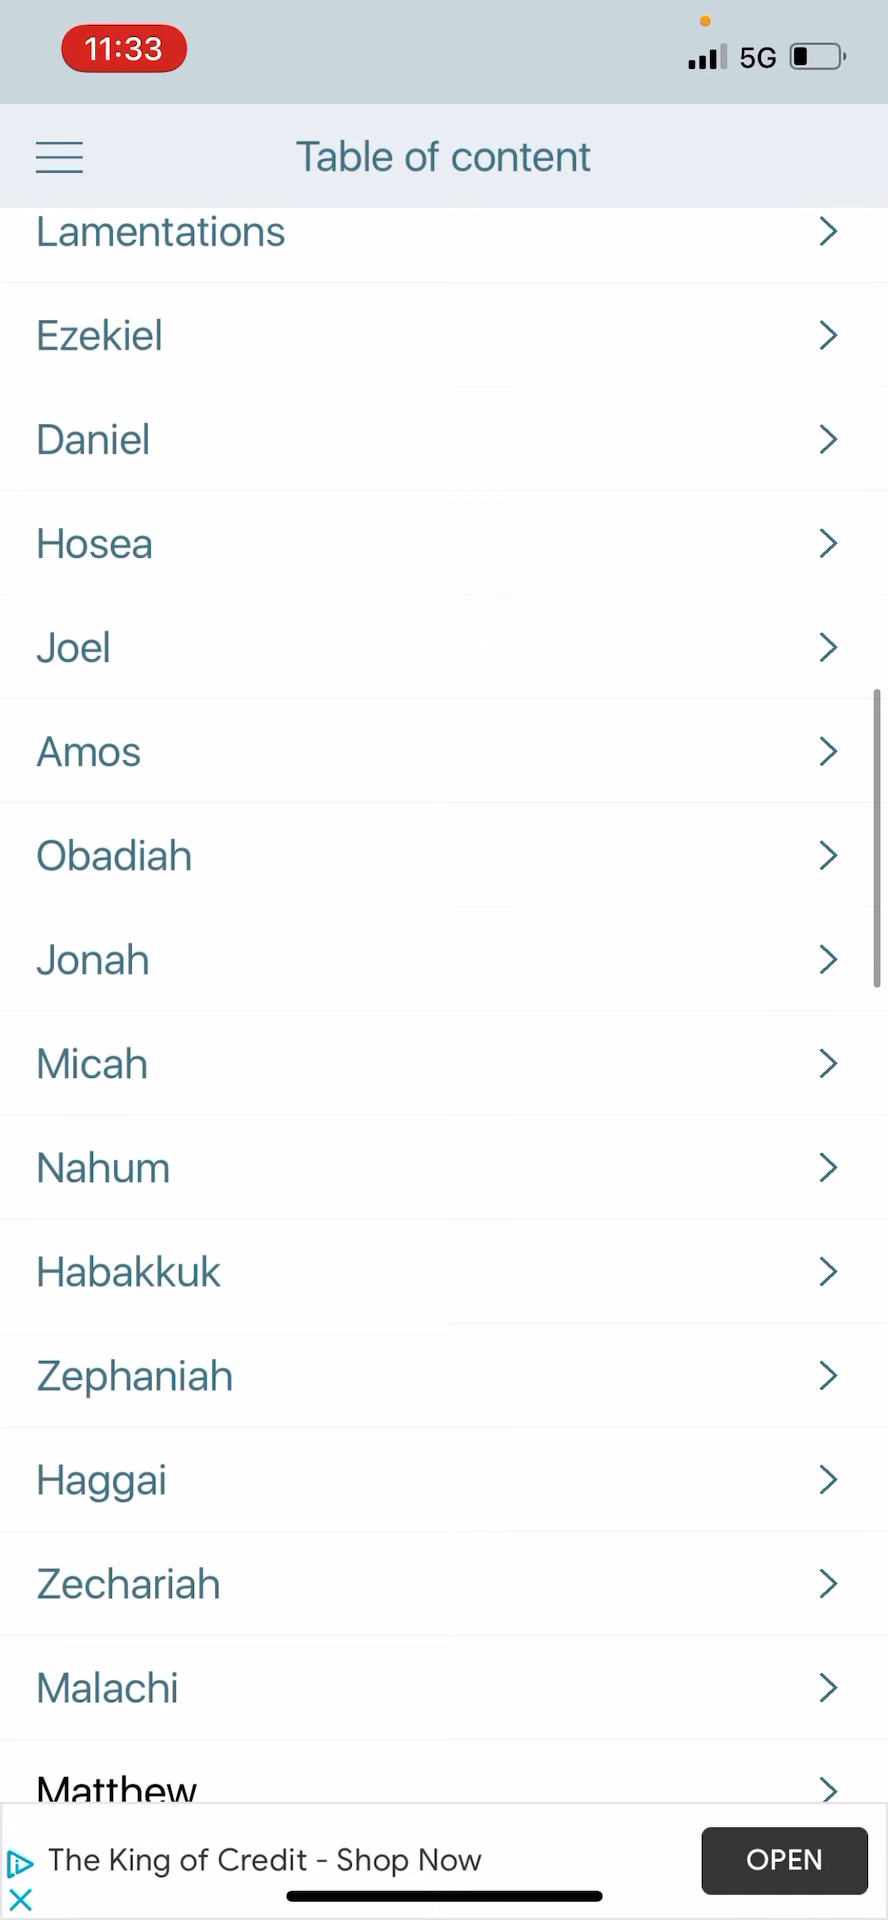 11:33
5G
Table of content
Lamentations
Ezekiel
Daniel
Hosea
Joel
Amos
Obadiah
Jonah
Micah
Nahum
Habakkuk
Zephaniah
Haggai
Zechariah
Malachi
Matthew
The King of Credit - Shop Now
OPEN